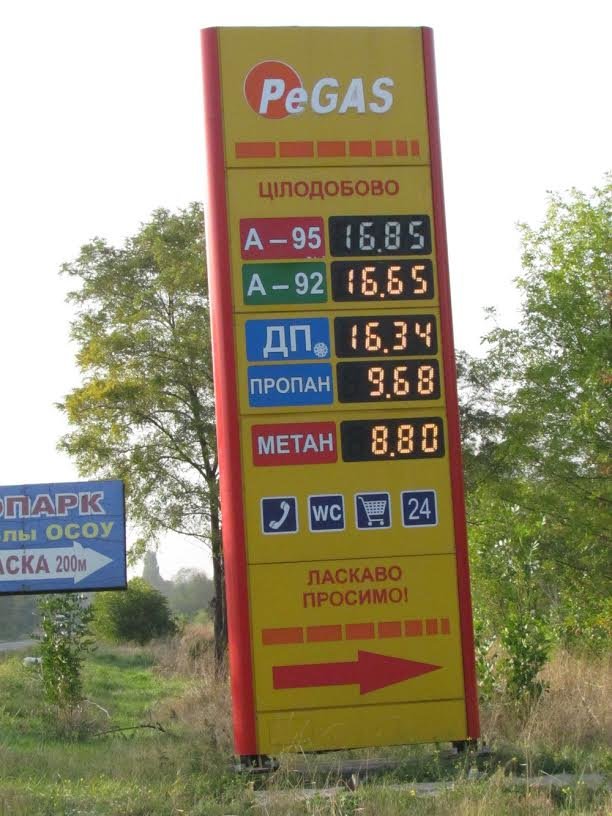 PeGAS
ЦІЛОДОБОВО
А – 95 16.85
А – 92 16.65
ДП 16.34
ПРОПАН 9.68
МЕТАН 8.80
WC 24
ЛАСКАВО
ПРОСИМО!
ОПАРК
ЛЫ ОСОУ
АСКА 200м